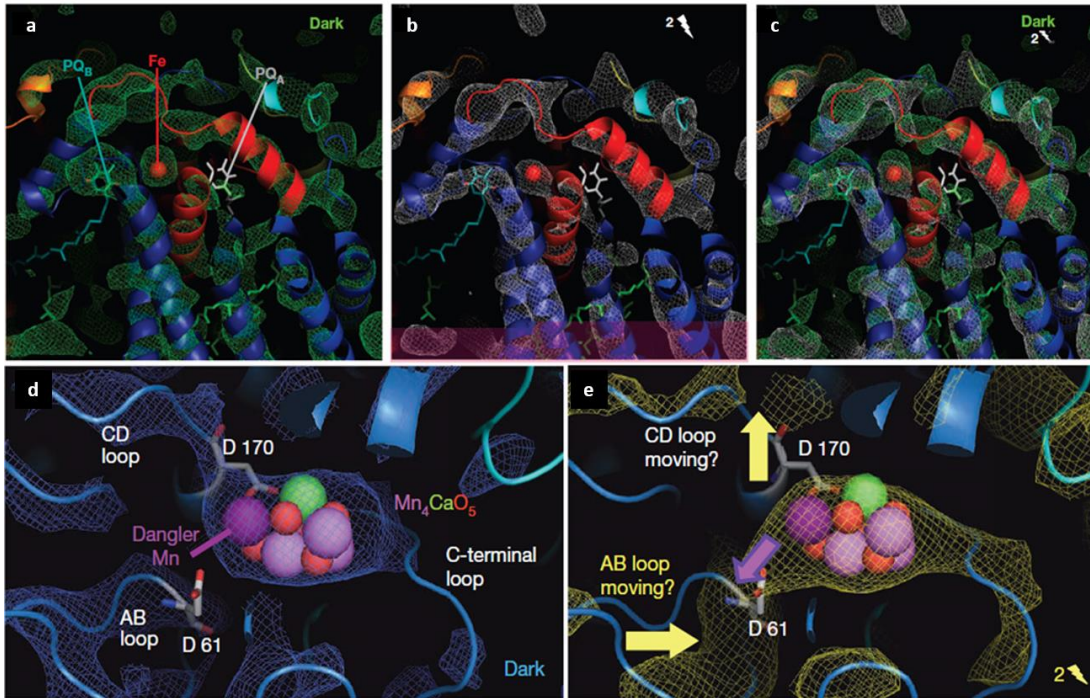 a
Dark
PQB
Fe
PQA
b
2
c
Dark
2
d
CD
loop
D 170
Mn4CaO5
Dangler
Mn
C-terminal
loop
AB
loop
D 61
Dark
e
CD loop
moving?
D 170
AB loop
moving?
D 61
2